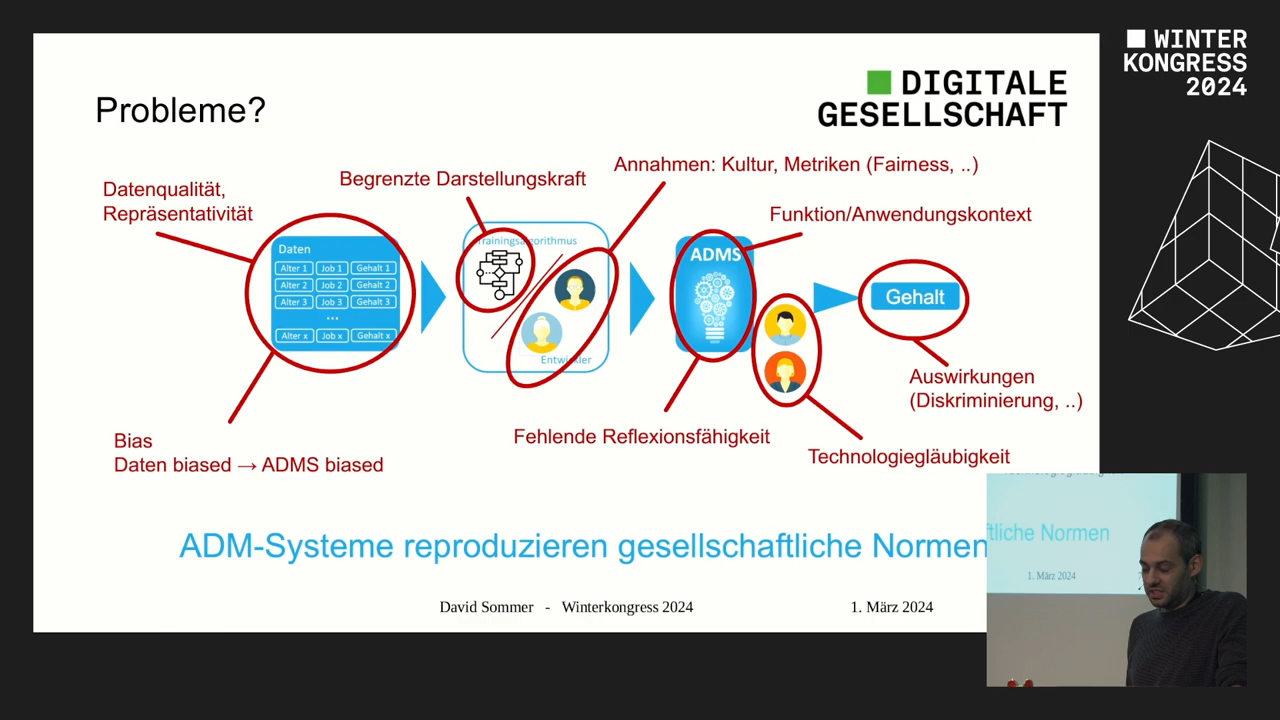 WINTER
KONGRESS
2024
DIGITALE
GESELLSCHAFT
Probleme?
Annahmen: Kultur, Metriken (Fairness, ..)
Begrenzte Darstellungskraft
Datenqualität,
Repräsentativität
Funktion/Anwendungskontext
Daten
Alter 1 Job 1 Gehalt 1
Alter 2 Job 2 Gehalt 2
Alter 3 Job 3 Gehalt 3
...
Alter x Job x Gehalt x
Trainingsalgorithmus
Entwickler
ADMS
Gehalt
Auswirkungen
(Diskriminierung, ..)
Fehlende Reflexionsfähigkeit
Technologiegläubigkeit
Bias
Daten biased → ADMS biased
ADM-Systeme reproduzieren gesellschaftliche Normen
David Sommer - Winterkongress 2024 1. März 2024
ftliche Normen
1. März 2024